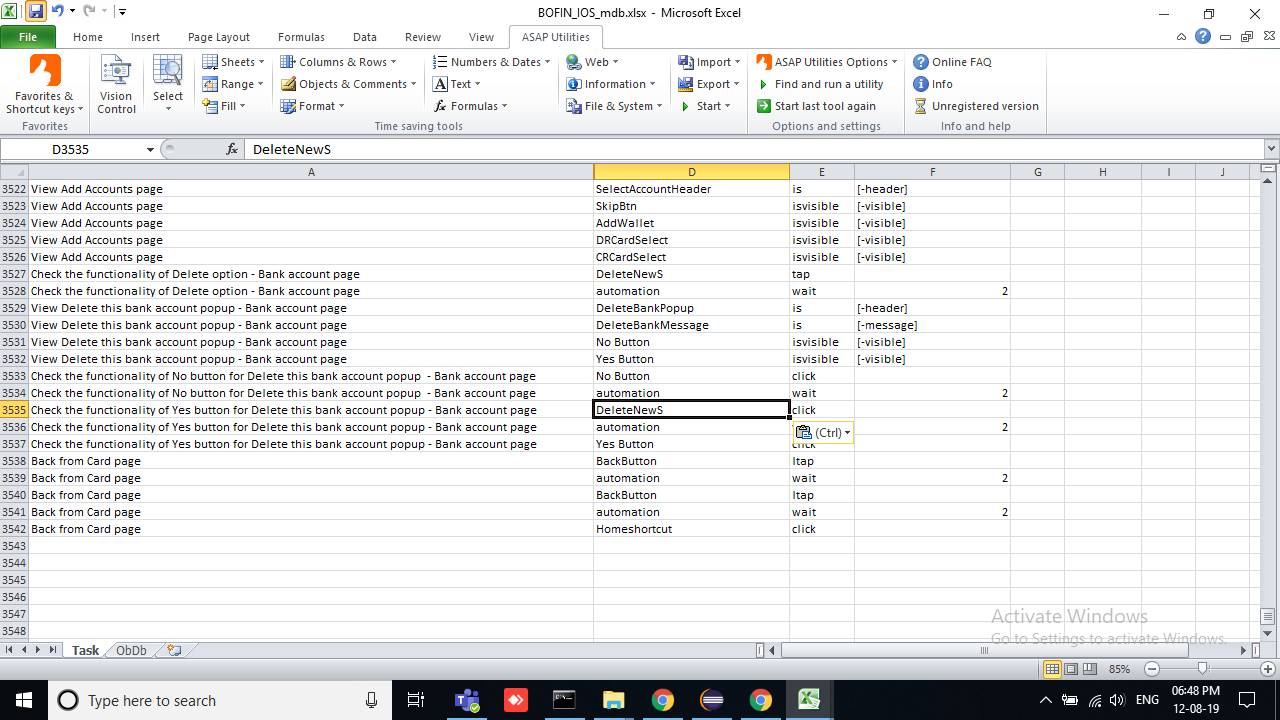 BOFIN_IOS_mdb.xlsx - Microsoft Excel
File Home Insert Page Layout Formulas Data Review View ASAP Utilities
Favorites & Shortcut keys
Vision Control
Select
Sheets
Range
Fill
Columns & Rows
Objects & Comments
Format
Numbers & Dates
Text
Formulas
Web
Information
File & System
Import
Export
Start
ASAP Utilities Options
Find and run a utility
Start last tool again
Online FAQ
Info
Unregistered version
Favorites Time saving tools Options and settings Info and help
D3535 fx DeleteNewS
A D E F G H I J
3522 View Add Accounts page SelectAccountHeader is [-header]
3523 View Add Accounts page SkipBtn isvisible [-visible]
3524 View Add Accounts page AddWallet isvisible [-visible]
3525 View Add Accounts page DRCardSelect isvisible [-visible]
3526 View Add Accounts page CRCardSelect isvisible [-visible]
3527 Check the functionality of Delete option - Bank account page DeleteNewS tap
3528 Check the functionality of Delete option - Bank account page automation wait 2
3529 View Delete this bank account popup - Bank account page DeleteBankPopup is [-header]
3530 View Delete this bank account popup - Bank account page DeleteBankMessage is [-message]
3531 View Delete this bank account popup - Bank account page No Button isvisible [-visible]
3532 View Delete this bank account popup - Bank account page Yes Button isvisible [-visible]
3533 Check the functionality of No button for Delete this bank account popup  - Bank account page No Button click
3534 Check the functionality of No button for Delete this bank account popup  - Bank account page automation wait 2
3535 Check the functionality of Yes button for Delete this bank account popup - Bank account page DeleteNewS click
3536 Check the functionality of Yes button for Delete this bank account popup - Bank account page automation 2
(Ctrl)
3537 Check the functionality of Yes button for Delete this bank account popup - Bank account page Yes Button click
3538 Back from Card page BackButton ltap
3539 Back from Card page automation wait 2
3540 Back from Card page BackButton ltap
3541 Back from Card page automation wait 2
3542 Back from Card page Homeshortcut click
3543
3544
3545
3546
3547
3548
Activate Windows
Go to Settings to activate Windows.
Task ObDb
85%
Type here to search
ENG
06:48 PM
12-08-19